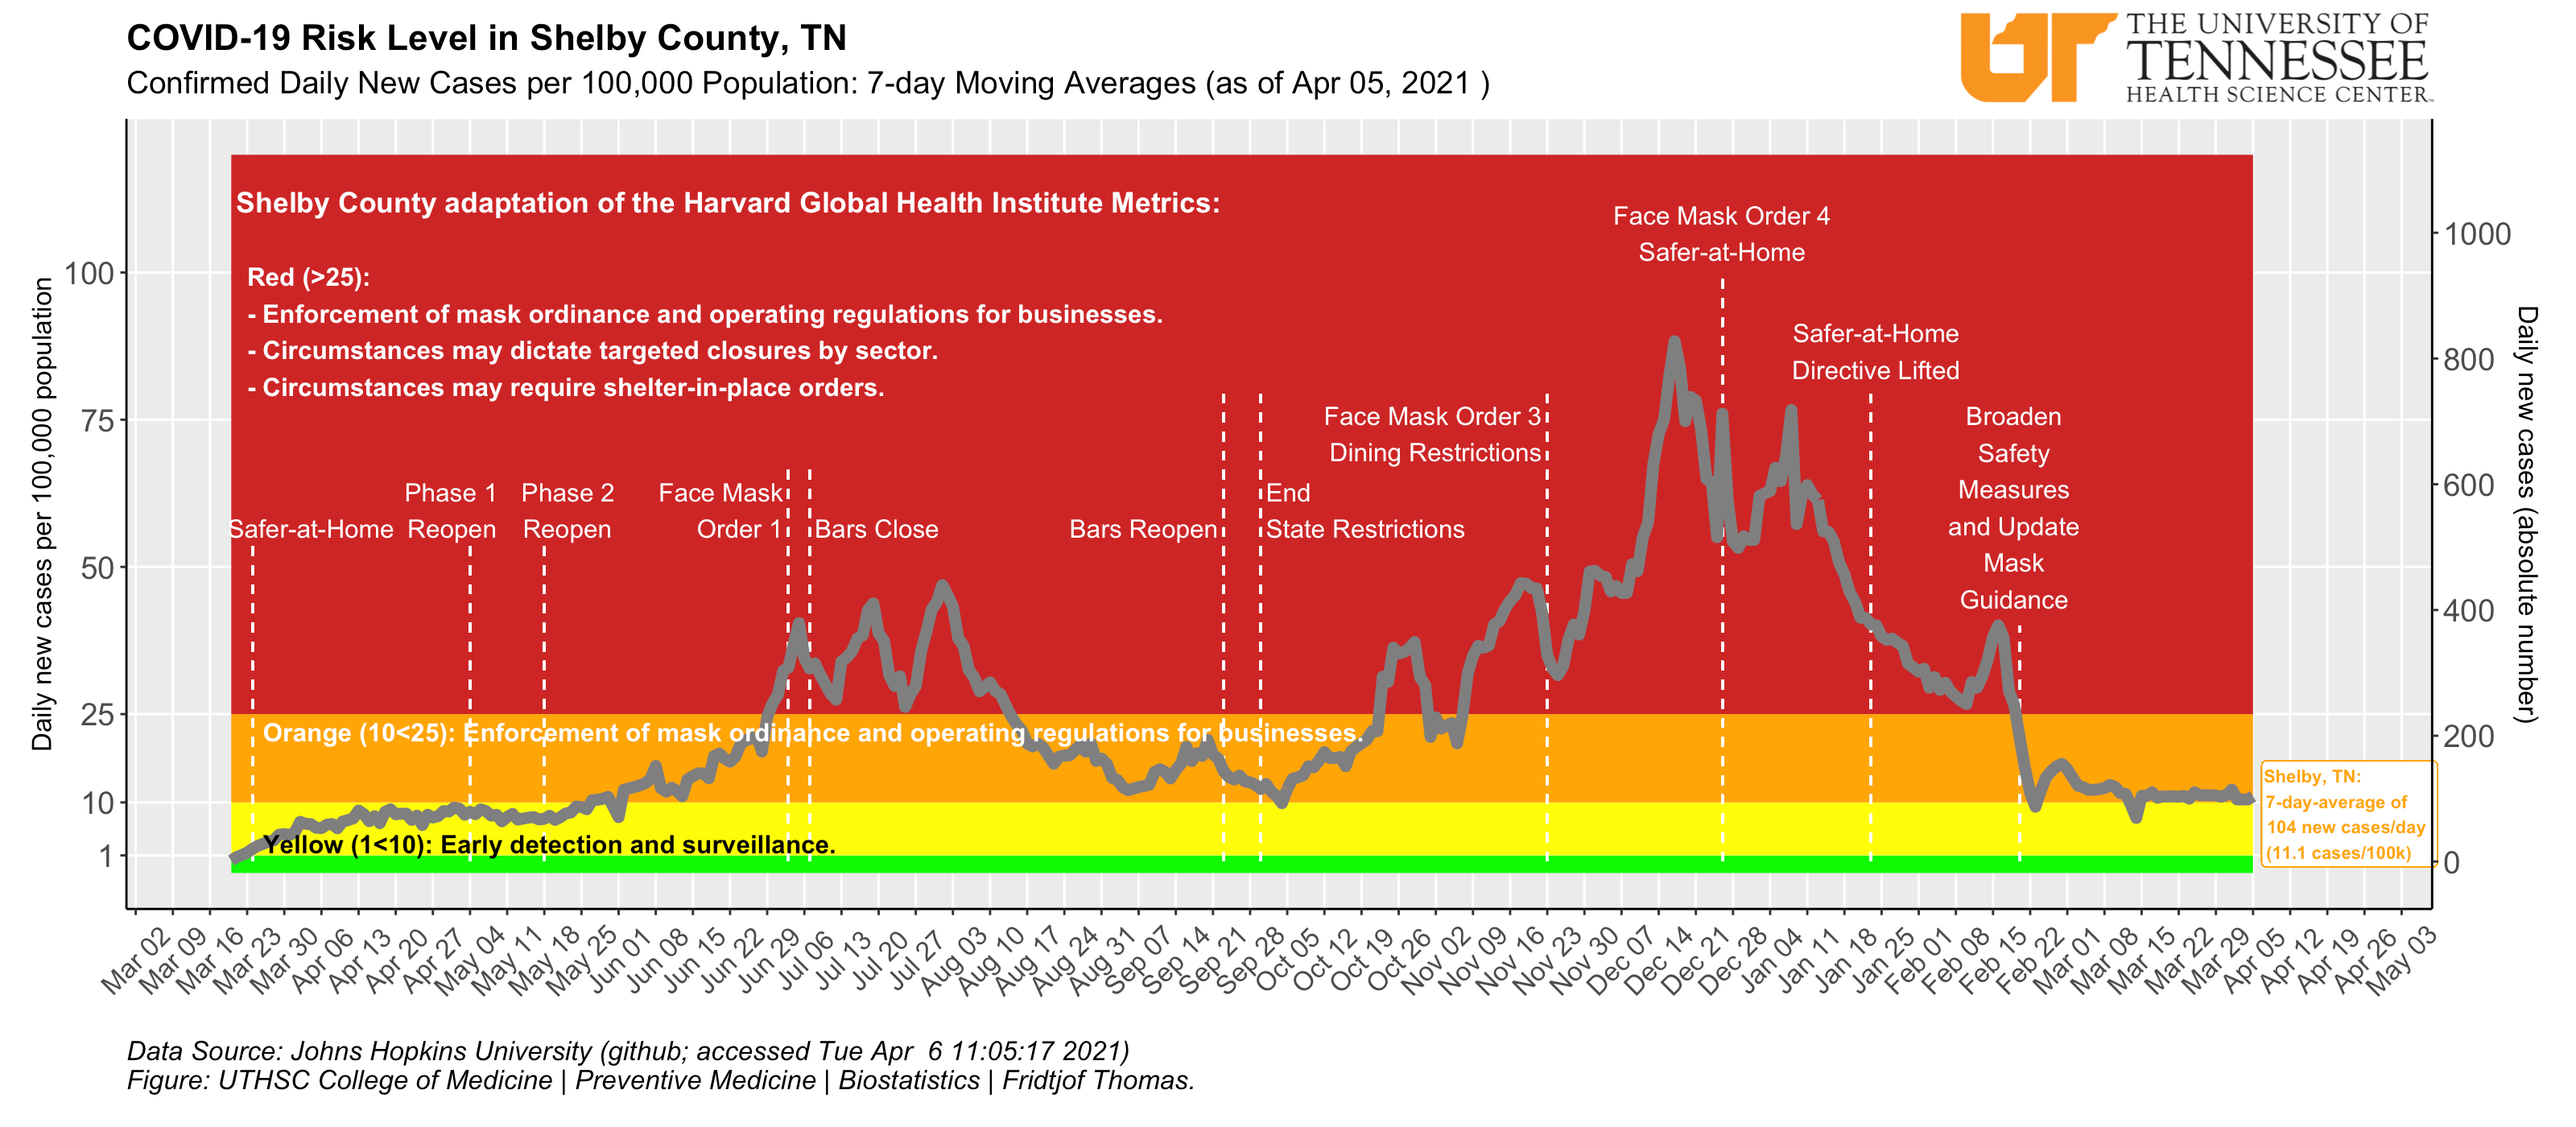 COVID-19 Risk Level in Shelby County, TN
Confirmed Daily New Cases per 100,000 Population: 7-day Moving Averages (as of Apr 05, 2021 )
UT
THE UNIVERSITY OF
TENNESSEE
HEALTH SCIENCE CENTER
Shelby County adaptation of the Harvard Global Health Institute Metrics:
Red (>25):
- Enforcement of mask ordinance and operating regulations for businesses.
- Circumstances may dictate targeted closures by sector.
- Circumstances may require shelter-in-place orders.
Safer-at-Home
Phase 1
Reopen
Phase 2
Reopen
Face Mask
Order 1
Bars Close
Bars Reopen
End
State Restrictions
Face Mask Order 3
Dining Restrictions
Face Mask Order 4
Safer-at-Home
Safer-at-Home
Directive Lifted
Broaden
Safety
Measures
and Update
Mask
Guidance
Orange (10<25): Enforcement of mask ordinance and operating regulations for businesses.
Yellow (1<10): Early detection and surveillance.
Shelby, TN:
7-day-average of
104 new cases/day
(11.1 cases/100k)
Daily new cases per 100,000 population
100
75
50
25
10
1
Daily new cases (absolute number)
1000
800
600
400
200
0
Mar 02
Mar 09
Mar 16
Mar 23
Mar 30
Apr 06
Apr 13
Apr 20
Apr 27
May 04
May 11
May 18
May 25
Jun 01
Jun 08
Jun 15
Jun 22
Jun 29
Jul 06
Jul 13
Jul 20
Jul 27
Aug 03
Aug 10
Aug 17
Aug 24
Aug 31
Sep 07
Sep 14
Sep 21
Sep 28
Oct 05
Oct 12
Oct 19
Oct 26
Nov 02
Nov 09
Nov 16
Nov 23
Nov 30
Dec 07
Dec 14
Dec 21
Dec 28
Jan 04
Jan 11
Jan 18
Jan 25
Feb 01
Feb 08
Feb 15
Feb 22
Mar 01
Mar 08
Mar 15
Mar 22
Mar 29
Apr 05
Apr 12
Apr 19
Apr 26
May 03
Data Source: Johns Hopkins University (github; accessed Tue Apr  6 11:05:17 2021)
Figure: UTHSC College of Medicine | Preventive Medicine | Biostatistics | Fridtjof Thomas.